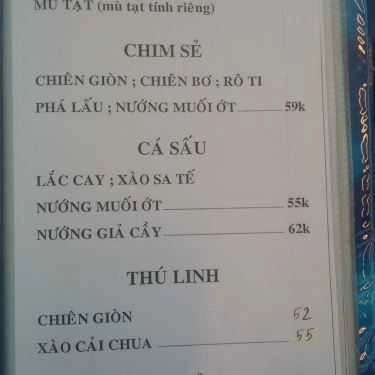 MÙ TẠT (mù tạt tính riêng)
CHIM SẺ
CHIÊN GIÒN ; CHIÊN BƠ ; RÔ TI
PHÁ LẤU ; NƯỚNG MUỐI ỚT 59k
CÁ SẤU
LẮC CAY ; XÀO SA TẾ
NƯỚNG MUỐI ỚT 55k
NƯỚNG GIẢ CẦY 62k
THÚ LINH
CHIÊN GIÒN 52
XÀO CẢI CHUA 55